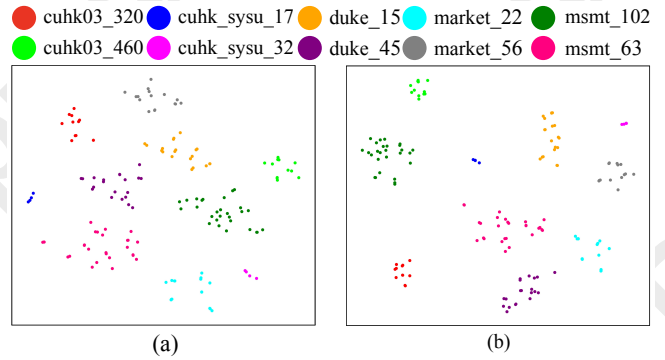 cuhk03_320 cuhk_sysu_17 duke_15 market_22 msmt_102
cuhk03_460 cuhk_sysu_32 duke_45 market_56 msmt_63
(a) (b)